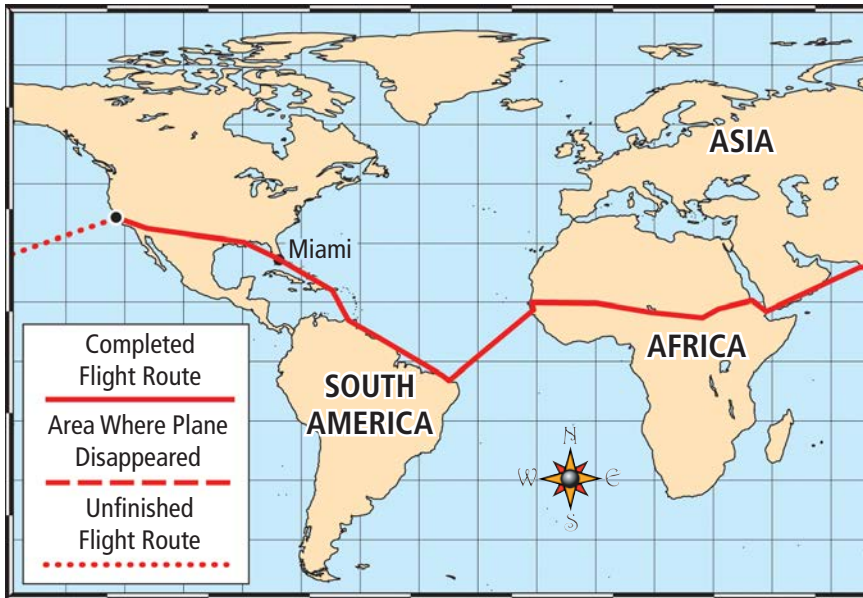 ASIA
Miami
AFRICA
SOUTH
AMERICA
Completed
Flight Route
Area Where Plane
Disappeared
Unfinished
Flight Route
N
W
E
S